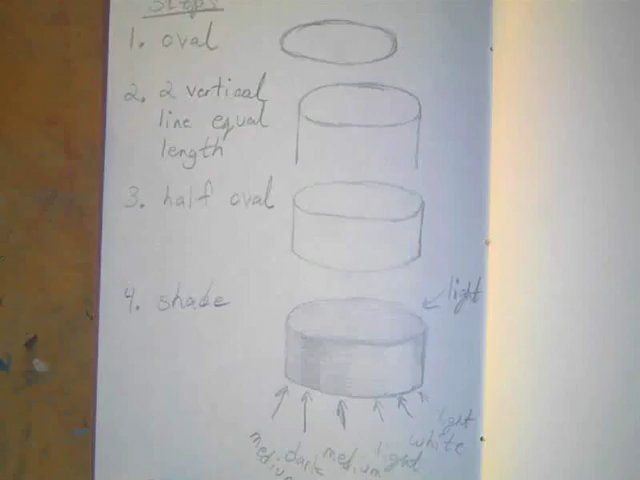 Steps
1. oval
2. 2 vertical
line equal
length
3. half oval
4. shade
light
medium
dark
medium
light
white
light